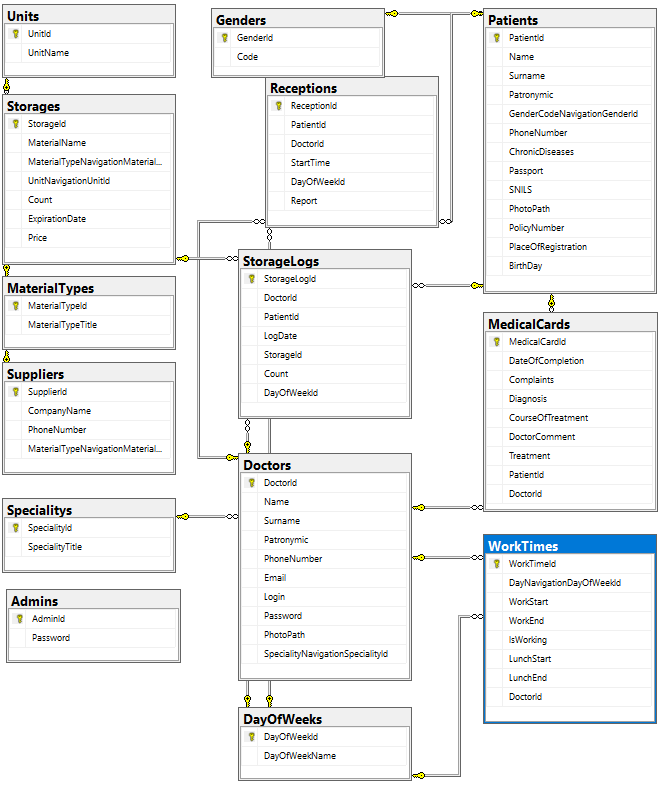 Units
UnitId
UnitName
Storages
StorageId
MaterialName
MaterialTypeNavigationMaterial...
UnitNavigationUnitId
Count
ExpirationDate
Price
MaterialTypes
MaterialTypeId
MaterialTypeTitle
Suppliers
SupplierId
CompanyName
PhoneNumber
MaterialTypeNavigationMaterial...
Specialitys
SpecialityId
SpecialityTitle
Admins
AdminId
Password
Genders
GenderId
Code
Receptions
ReceptionId
PatientId
DoctorId
StartTime
DayOfWeekId
Report
StorageLogs
StorageLogId
DoctorId
PatientId
LogDate
StorageId
Count
DayOfWeekId
Doctors
DoctorId
Name
Surname
Patronymic
PhoneNumber
Email
Login
Password
PhotoPath
SpecialityNavigationSpecialityId
DayOfWeeks
DayOfWeekId
DayOfWeekName
Patients
PatientId
Name
Surname
Patronymic
GenderCodeNavigationGenderId
PhoneNumber
ChronicDiseases
Passport
SNILS
PhotoPath
PolicyNumber
PlaceOfRegistration
BirthDay
MedicalCards
MedicalCardId
DateOfCompletion
Complaints
Diagnosis
CourseOfTreatment
DoctorComment
Treatment
PatientId
DoctorId
WorkTimes
WorkTimeId
DayNavigationDayOfWeekId
WorkStart
WorkEnd
IsWorking
LunchStart
LunchEnd
DoctorId